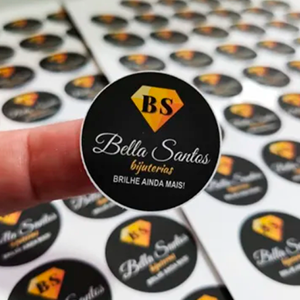 BS
Bella Santos
bijuterias
BRILHE AINDA MAIS!